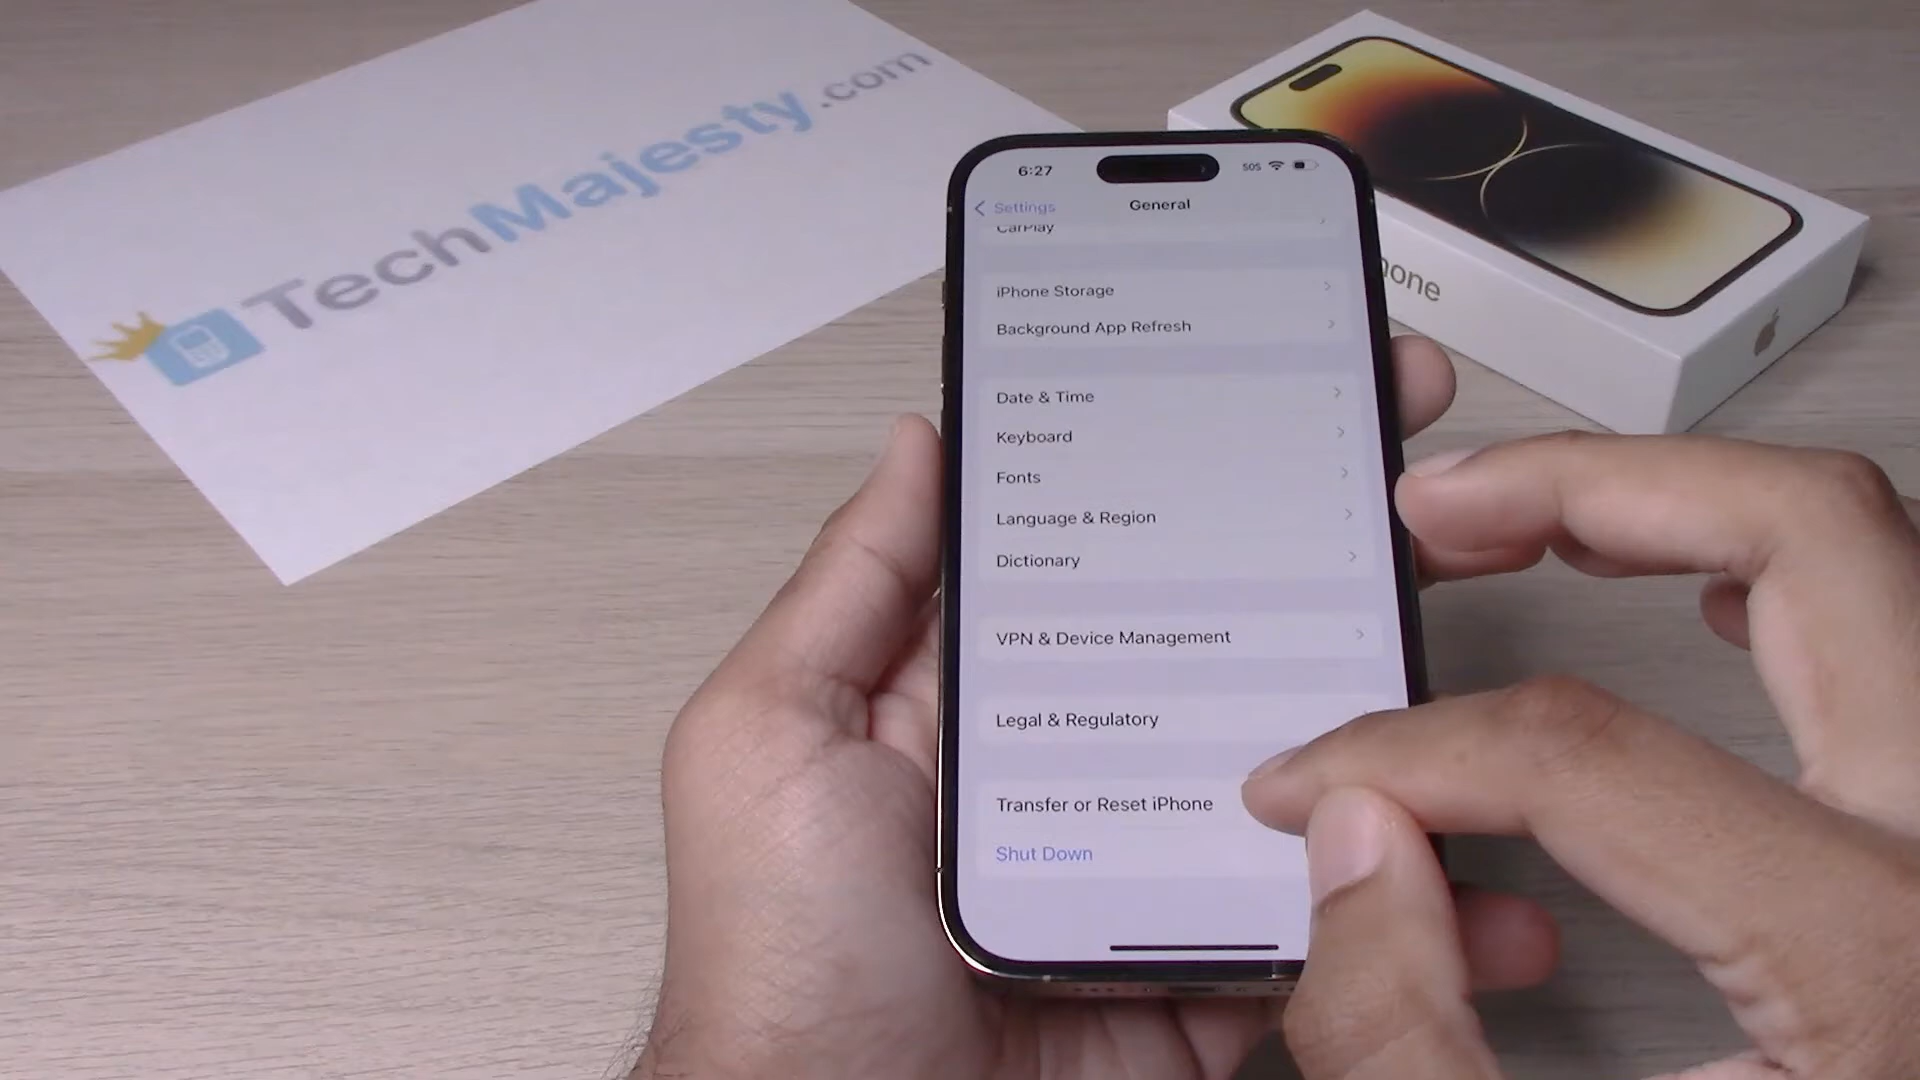 TechMajesty.com
6:27
SOS
Settings
General
CarPlay
iPhone Storage
Background App Refresh
Date & Time
Keyboard
Fonts
Language & Region
Dictionary
VPN & Device Management
Legal & Regulatory
Transfer or Reset iPhone
Shut Down
hone